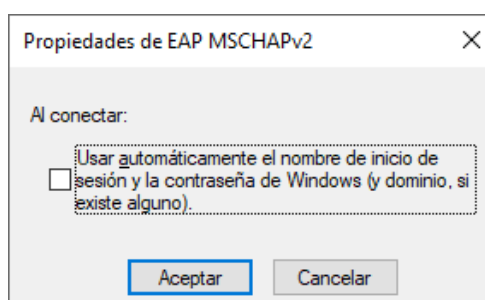 Propiedades de EAP MSCHAPv2
Al conectar:
Usar automáticamente el nombre de inicio de
sesión y la contraseña de Windows (y dominio, si
existe alguno).
Aceptar
Cancelar